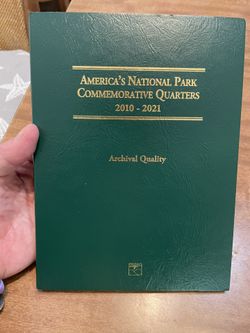 America's National Park
Commemorative Quarters
2010 - 2021
Archival Quality